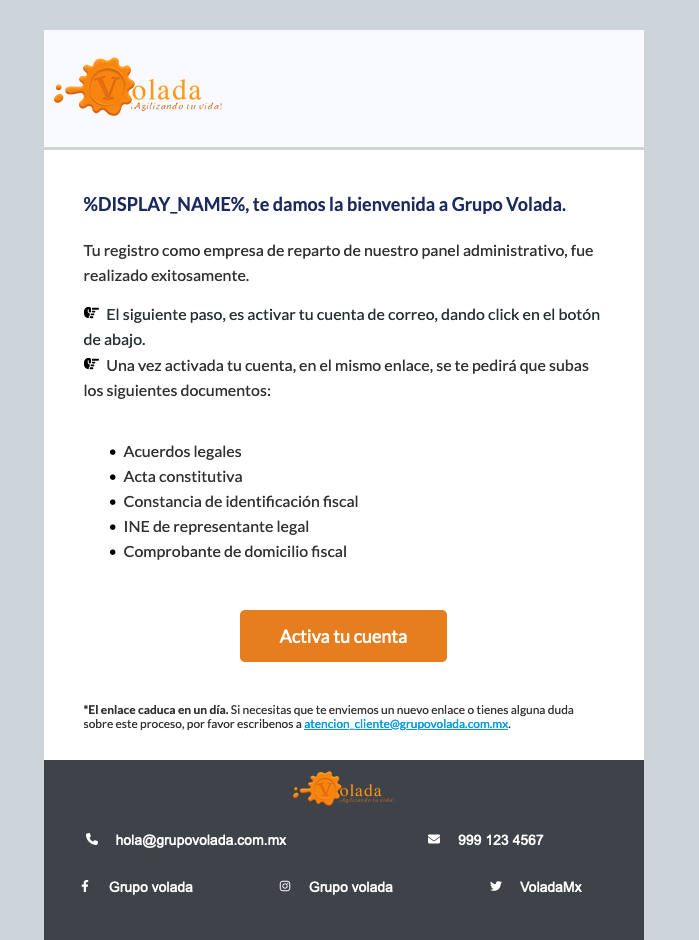 Volada
¡Agilizando tu vida!
%DISPLAY_NAME%, te damos la bienvenida a Grupo Volada.
Tu registro como empresa de reparto de nuestro panel administrativo, fue
realizado exitosamente.
El siguiente paso, es activar tu cuenta de correo, dando click en el botón
de abajo.
Una vez activada tu cuenta, en el mismo enlace, se te pedirá que subas
los siguientes documentos:
• Acuerdos legales
• Acta constitutiva
• Constancia de identificación fiscal
• INE de representante legal
• Comprobante de domicilio fiscal
Activa tu cuenta
*El enlace caduca en un día. Si necesitas que te enviemos un nuevo enlace o tienes alguna duda
sobre este proceso, por favor escribenos a atencion_cliente@grupovolada.com.mx.
Volada
¡Agilizando tu vida!
hola@grupovolada.com.mx 999 123 4567
Grupo volada Grupo volada VoladaMx